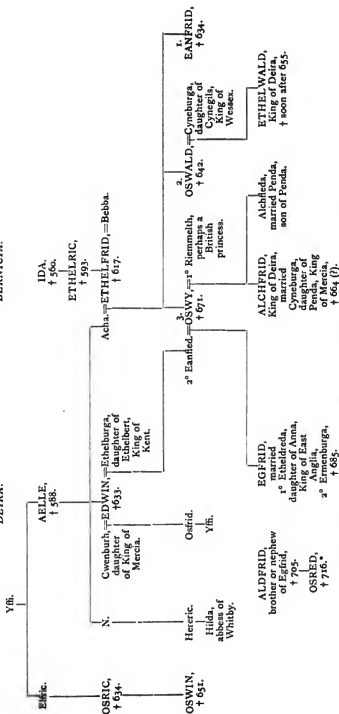 DEIRA.
BERNICIA.
Yffi.
Elfric.
AELLE,
† 588.
IDA,
† 560.
ETHELRIC,
† 593.
OSRIC,
† 634.
N.
Cwenburh,
daughter
of King of
Mercia.
=EDWIN,=
†633.
Ethelburga,
daughter of
Ethelbert,
King of
Kent.
Acha.=ETHELFRID,=Bebba.
† 617.
OSWIN,
† 651.
Hereric.
Hilda,
abbess of
Whitby.
Osfrid.
Yffi.
2° Eanfled.=
3.
OSWY,=
† 671.
1° Riemmelth,
perhaps a
British
princess.
2.
OSWALD,=
† 642.
Cyneburga,
daughter of
Cynegils,
King of
Wessex.
1.
EANFRID,
† 634.
ALDFRID,
brother or nephew
of Egfrid,
† 705.
OSRED,
† 716.*
EGFRID,
married
1° Etheldreda,
daughter of Anna,
King of East
Anglia,
2° Ermenburga,
† 685.
ALCHFRID,
King of Deira,
married
Cyneburga,
daughter of
Penda, King
of Mercia,
† 664 (?).
Alchfleda,
married Penda,
son of Penda.
ETHELWALD,
King of Deira,
† soon after 655.